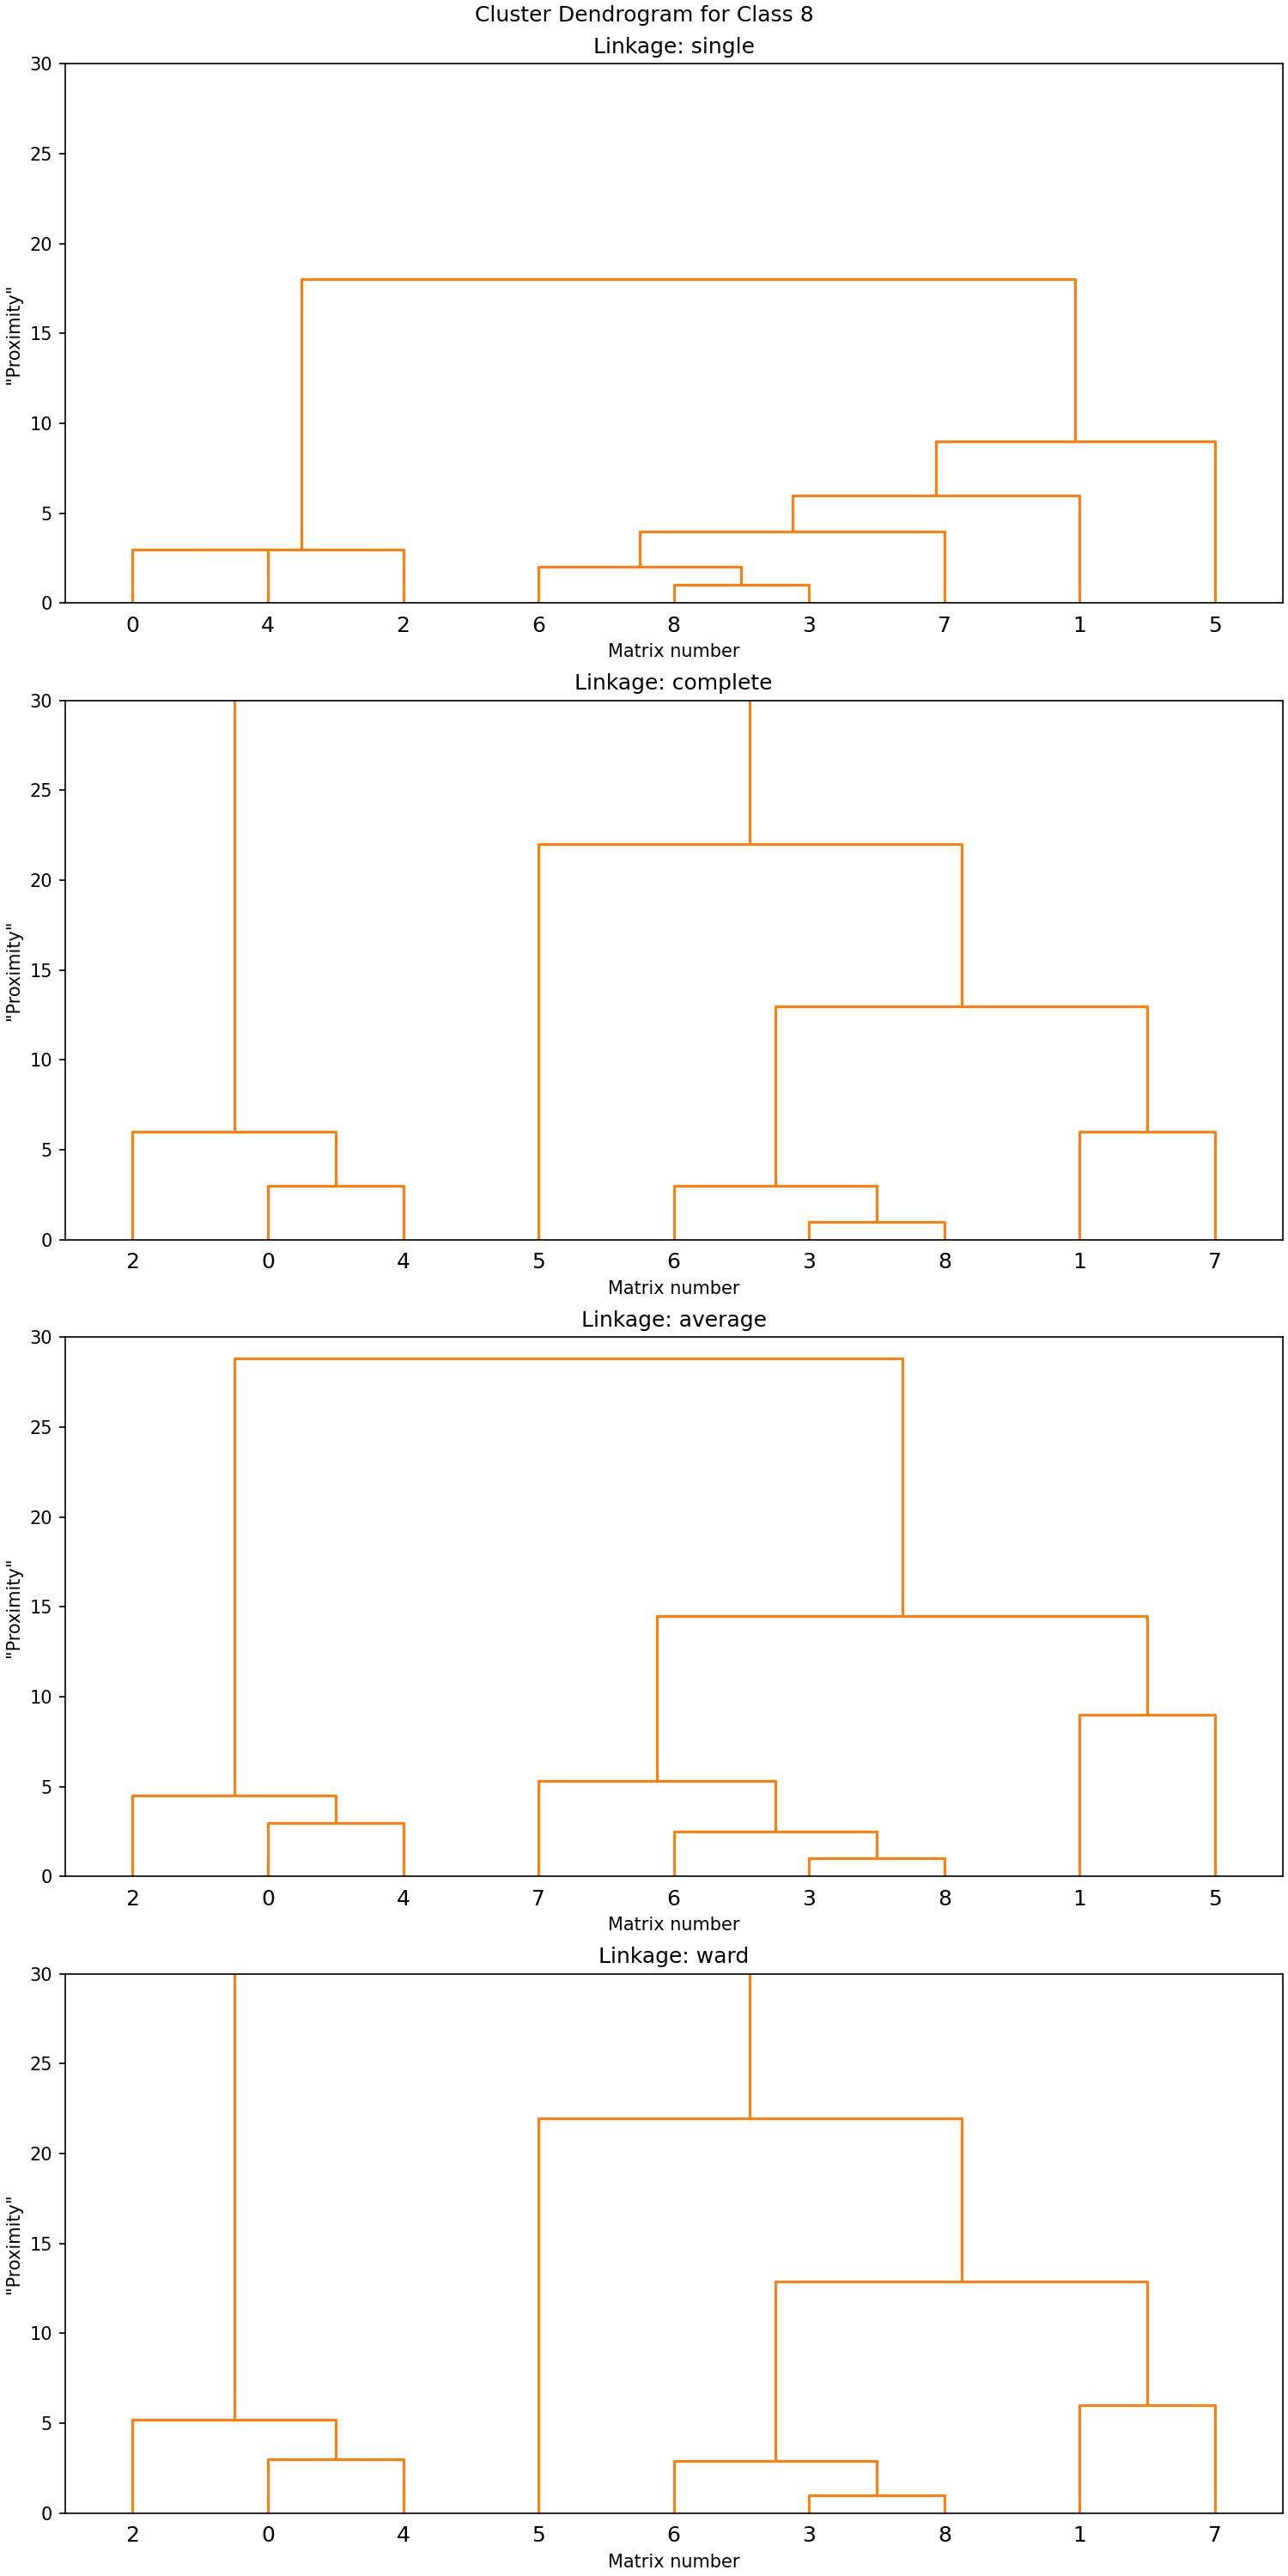 Cluster Dendrogram for Class 8
Linkage: single
30
25
20
15
10
5
0
"Proximity"
0 4 2 6 8 3 7 1 5
Matrix number
Linkage: complete
30
25
20
15
10
5
0
"Proximity"
2 0 4 5 6 3 8 1 7
Matrix number
Linkage: average
30
25
20
15
10
5
0
"Proximity"
2 0 4 7 6 3 8 1 5
Matrix number
Linkage: ward
30
25
20
15
10
5
0
"Proximity"
2 0 4 5 6 3 8 1 7
Matrix number